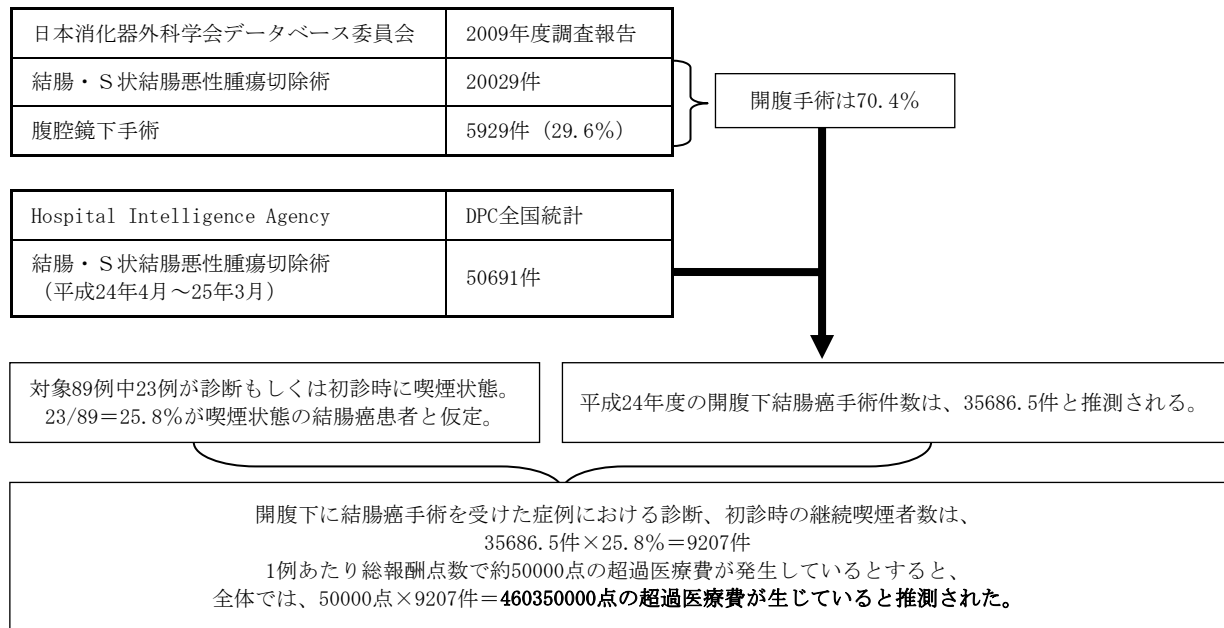 日本消化器外科学会データベース委員会 2009年度調査報告
結腸・Ｓ状結腸悪性腫瘍切除術 20029件
腹腔鏡下手術 5929件（29.6％）
開腹手術は70.4％
Hospital Intelligence Agency DPC全国統計
結腸・Ｓ状結腸悪性腫瘍切除術
（平成24年4月～25年3月） 50691件
対象89例中23例が診断もしくは初診時に喫煙状態。
23/89＝25.8％が喫煙状態の結腸癌患者と仮定。
平成24年度の開腹下結腸癌手術件数は、35686.5件と推測される。
開腹下に結腸癌手術を受けた症例における診断、初診時の継続喫煙者数は、
35686.5件×25.8％＝9207件
1例あたり総報酬点数で約50000点の超過医療費が発生しているとすると、
全体では、50000点×9207件＝460350000点の超過医療費が生じていると推測された。